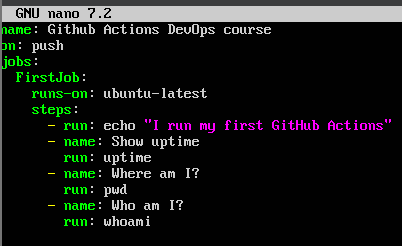 GNU nano 7.2
name: Github Actions DevOps course
on: push
jobs:
  FirstJob:
    runs-on: ubuntu-latest
    steps:
      - run: echo "I run my first GitHub Actions"
      - name: Show uptime
        run: uptime
      - name: Where am I?
        run: pwd
      - name: Who am I?
        run: whoami